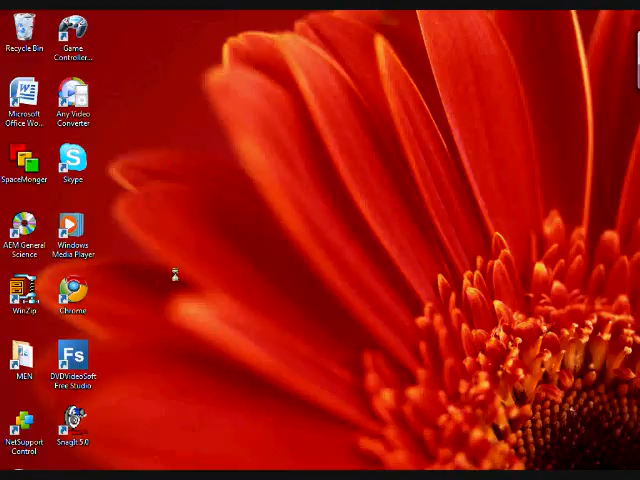 Recycle Bin
Game
Controller...
Microsoft
Office Wo...
Any Video
Converter
SpaceMonger
Skype
AEM General
Science
Windows
Media Player
WinZip
Chrome
MEN
Fs
DVDVideoSoft
Free Studio
NetSupport
Control
SnagIt 5.0